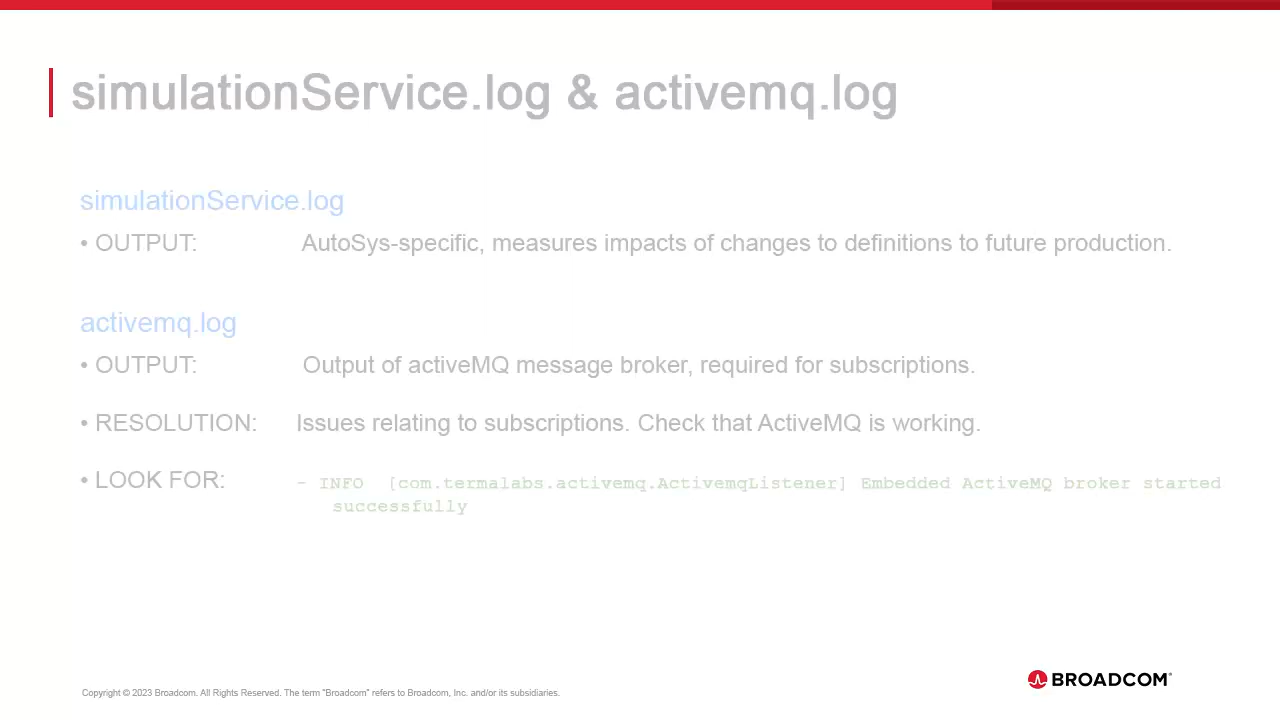 simulationService.log & activemq.log
simulationService.log
• OUTPUT: AutoSys-specific, measures impacts of changes to definitions to future production.
activemq.log
• OUTPUT: Output of activeMQ message broker, required for subscriptions.
• RESOLUTION: Issues relating to subscriptions. Check that ActiveMQ is working.
• LOOK FOR: - INFO [com.termalabs.activemq.ActivemqListener] Embedded ActiveMQ broker started
successfully
Copyright © 2023 Broadcom. All Rights Reserved. The term "Broadcom" refers to Broadcom, Inc. and/or its subsidiaries.
BROADCOM